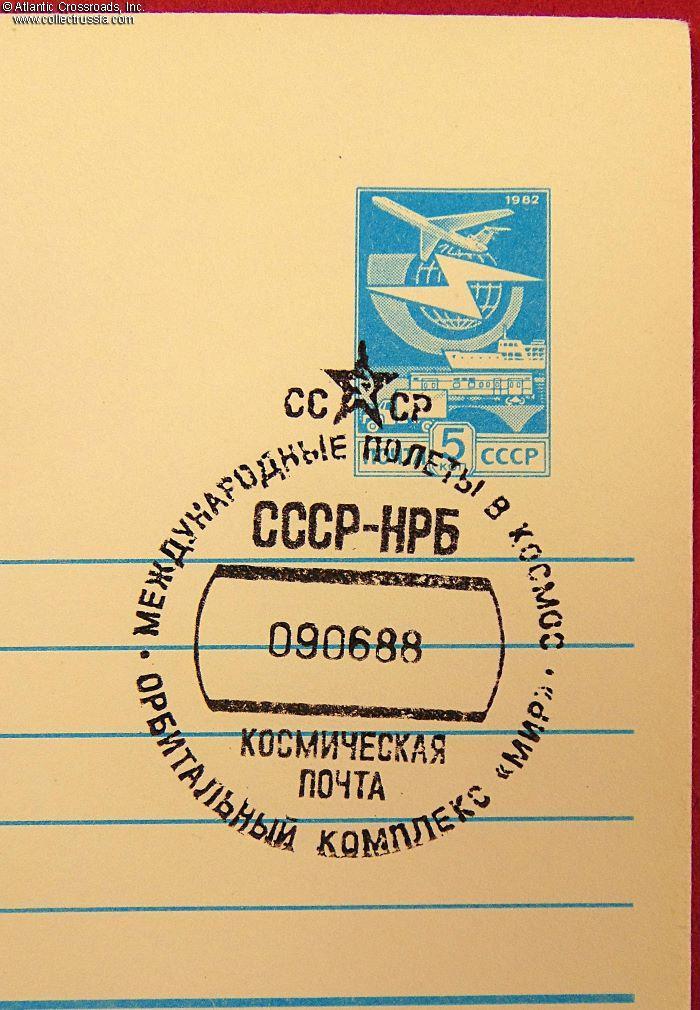 © Atlantic Crossroads, Inc.
www.collectrussia.com
1982
5
к
СССР
СС СР
МЕЖДУНАРОДНЫЕ ПОЛЕТЫ В КОСМОС
СССР-НРБ
090688
КОСМИЧЕСКАЯ
ПОЧТА
• ОРБИТАЛЬНЫЙ КОМПЛЕКС «МИР» •